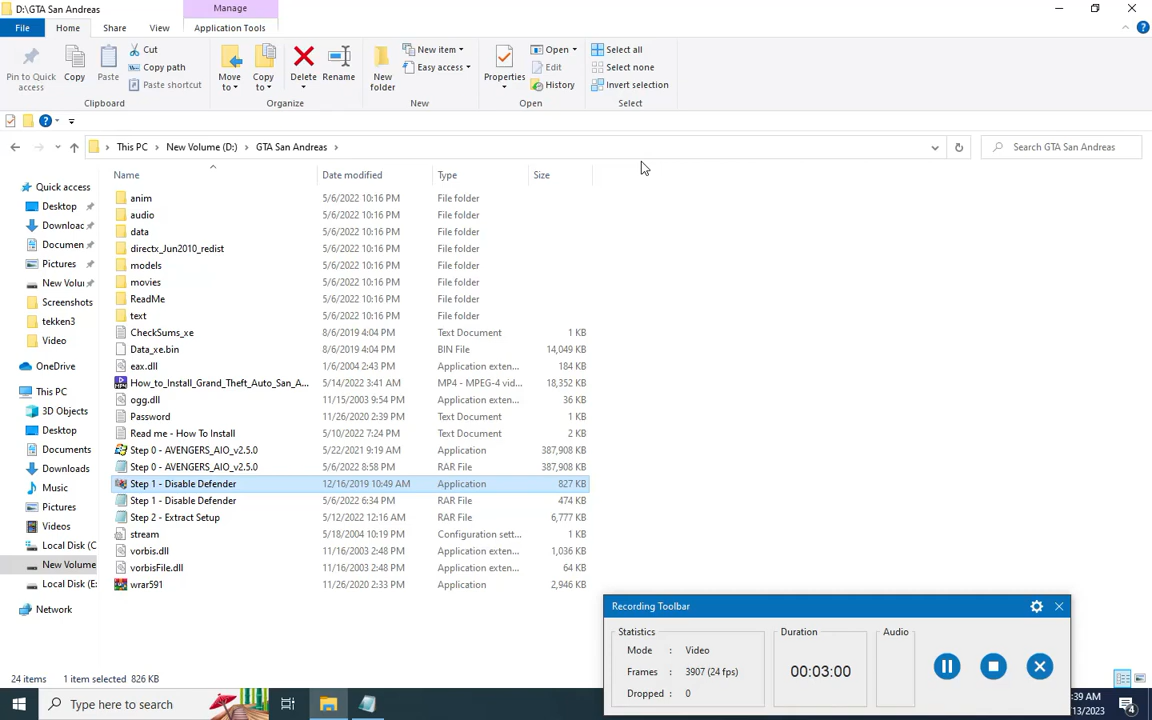 D:\GTA San Andreas
Manage
File Home Share View Application Tools
Pin to Quick access
Copy
Paste
Cut
Copy path
Paste shortcut
Clipboard
Move to
Copy to
Delete
Rename
Organize
New folder
New item
Easy access
New
Properties
Open
Edit
History
Open
Select all
Select none
Invert selection
Select
This PC > New Volume (D:) > GTA San Andreas >
Search GTA San Andreas
Name Date modified Type Size
Quick access
Desktop
Downloac
Documen
Pictures
New Volu
Screenshots
tekken3
Video
OneDrive
This PC
3D Objects
Desktop
Documents
Downloads
Music
Pictures
Videos
Local Disk (C
New Volume
Local Disk (E
Network
anim 5/6/2022 10:16 PM File folder
audio 5/6/2022 10:16 PM File folder
data 5/6/2022 10:16 PM File folder
directx_Jun2010_redist 5/6/2022 10:16 PM File folder
models 5/6/2022 10:16 PM File folder
movies 5/6/2022 10:16 PM File folder
ReadMe 5/6/2022 10:16 PM File folder
text 5/6/2022 10:16 PM File folder
CheckSums_xe 8/6/2019 4:04 PM Text Document 1 KB
Data_xe.bin 8/6/2019 4:04 PM BIN File 14,049 KB
eax.dll 1/6/2004 2:43 PM Application exten... 184 KB
How_to_Install_Grand_Theft_Auto_San_A... 5/14/2022 3:41 AM MP4 - MPEG-4 vid... 18,352 KB
ogg.dll 11/15/2003 9:54 PM Application exten... 36 KB
Password 11/26/2020 2:39 PM Text Document 1 KB
Read me - How To Install 5/10/2022 7:24 PM Text Document 2 KB
Step 0 - AVENGERS_AIO_v2.5.0 5/22/2021 9:19 AM Application 387,908 KB
Step 0 - AVENGERS_AIO_v2.5.0 5/6/2022 8:58 PM RAR File 387,908 KB
Step 1 - Disable Defender 12/16/2019 10:49 AM Application 827 KB
Step 1 - Disable Defender 5/6/2022 6:34 PM RAR File 474 KB
Step 2 - Extract Setup 5/12/2022 12:16 AM RAR File 6,777 KB
stream 5/18/2004 10:19 PM Configuration sett... 1 KB
vorbis.dll 11/16/2003 2:48 PM Application exten... 1,036 KB
vorbisFile.dll 11/16/2003 2:48 PM Application exten... 64 KB
wrar591 11/26/2020 2:33 PM Application 2,946 KB
Recording Toolbar
Statistics
Mode : Video
Frames : 3907 (24 fps)
Dropped : 0
Duration
00:03:00
Audio
24 items 1 item selected 826 KB
Type here to search
:39 AM
/13/2023
4